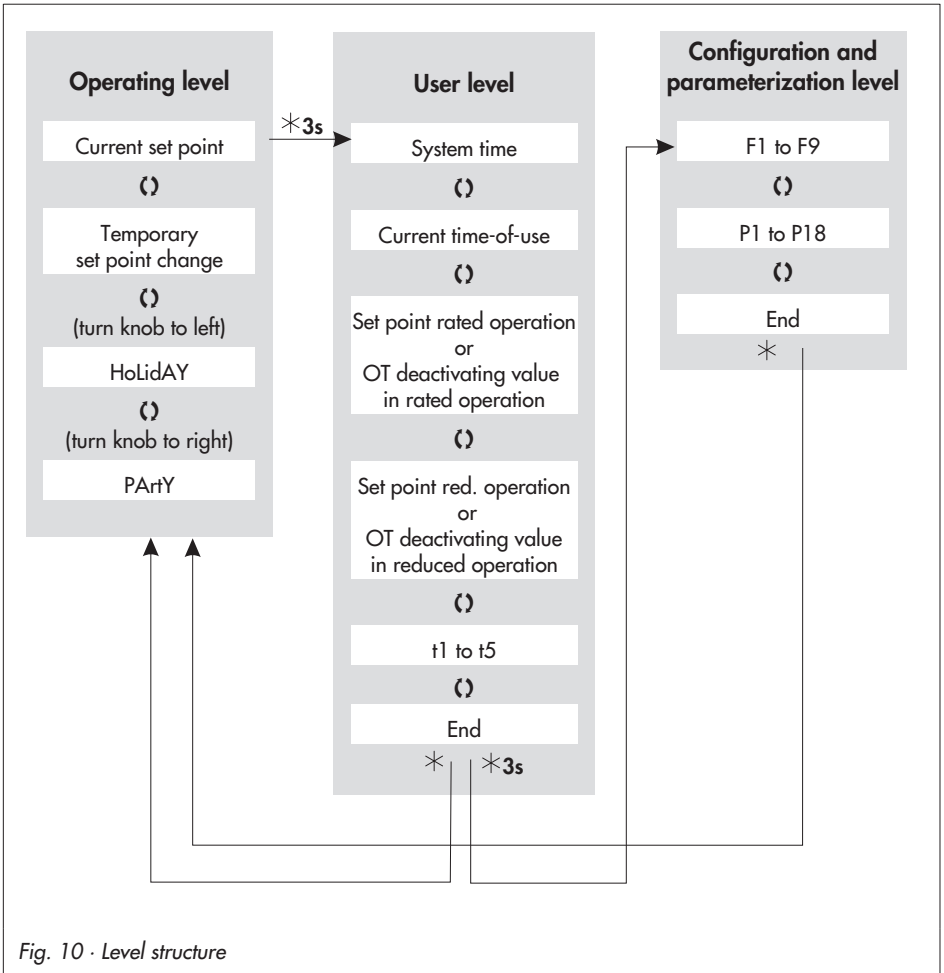 Operating level
Current set point
Temporary
set point change
(turn knob to left)
HoLidAY
(turn knob to right)
PArtY
*3s
User level
System time
Current time-of-use
Set point rated operation
or
OT deactivating value
in rated operation
Set point red. operation
or
OT deactivating value
in reduced operation
t1 to t5
End
* *3s
Configuration and
parameterization level
F1 to F9
P1 to P18
End
*
Fig. 10 · Level structure